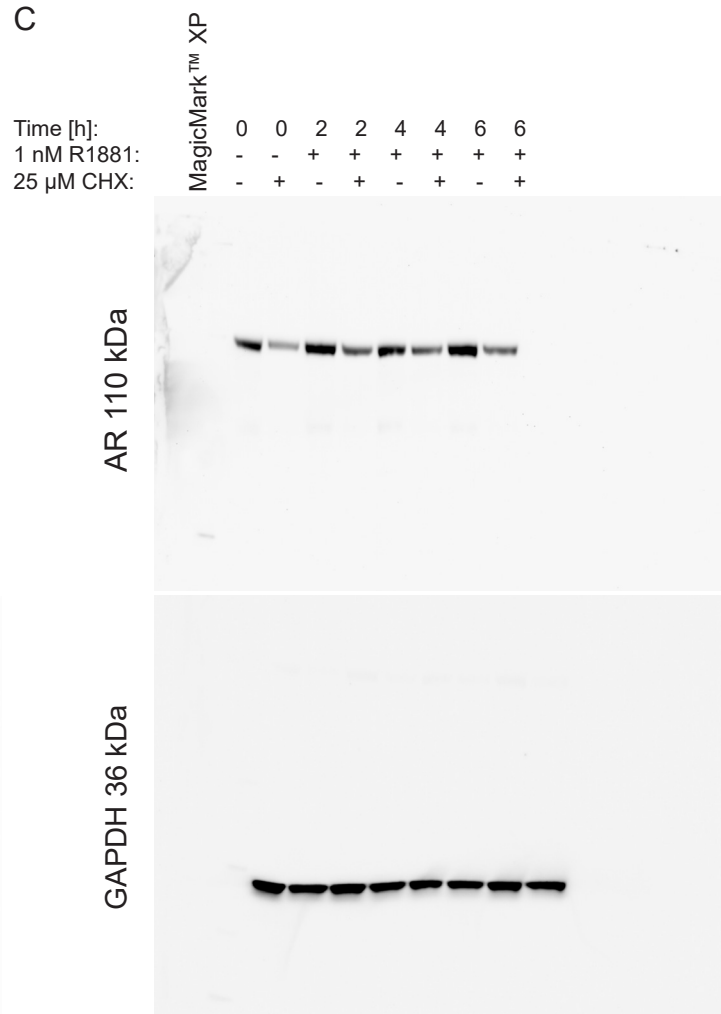 C
MagicMark™ XP
Time [h]: 0 0 2 2 4 4 6 6
1 nM R1881: - - + + + + + +
25 µM CHX: - + - + - + - +
AR 110 kDa
GAPDH 36 kDa